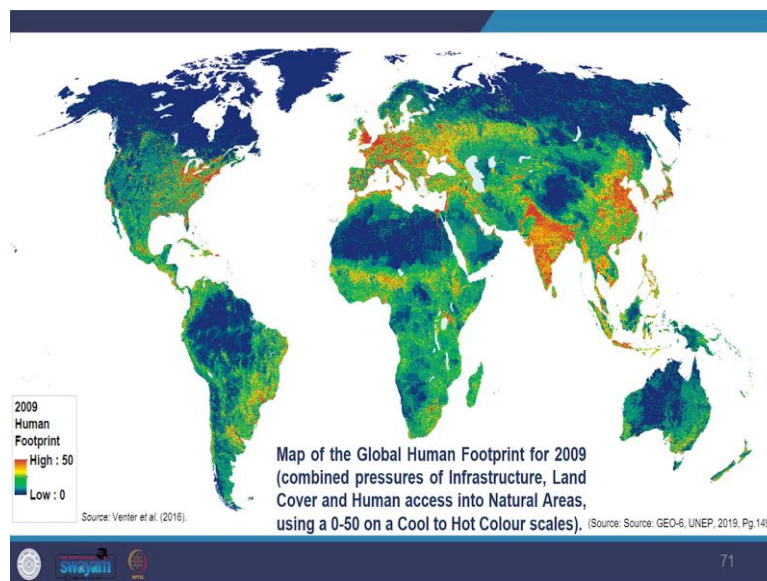 2009
Human
Footprint
High : 50
Low : 0
Source: Venter et al. (2016).
Map of the Global Human Footprint for 2009
(combined pressures of Infrastructure, Land
Cover and Human access into Natural Areas,
using a 0-50 on a Cool to Hot Colour scales). (Source: Source: GEO-6, UNEP, 2019, Pg.149
swayam
71